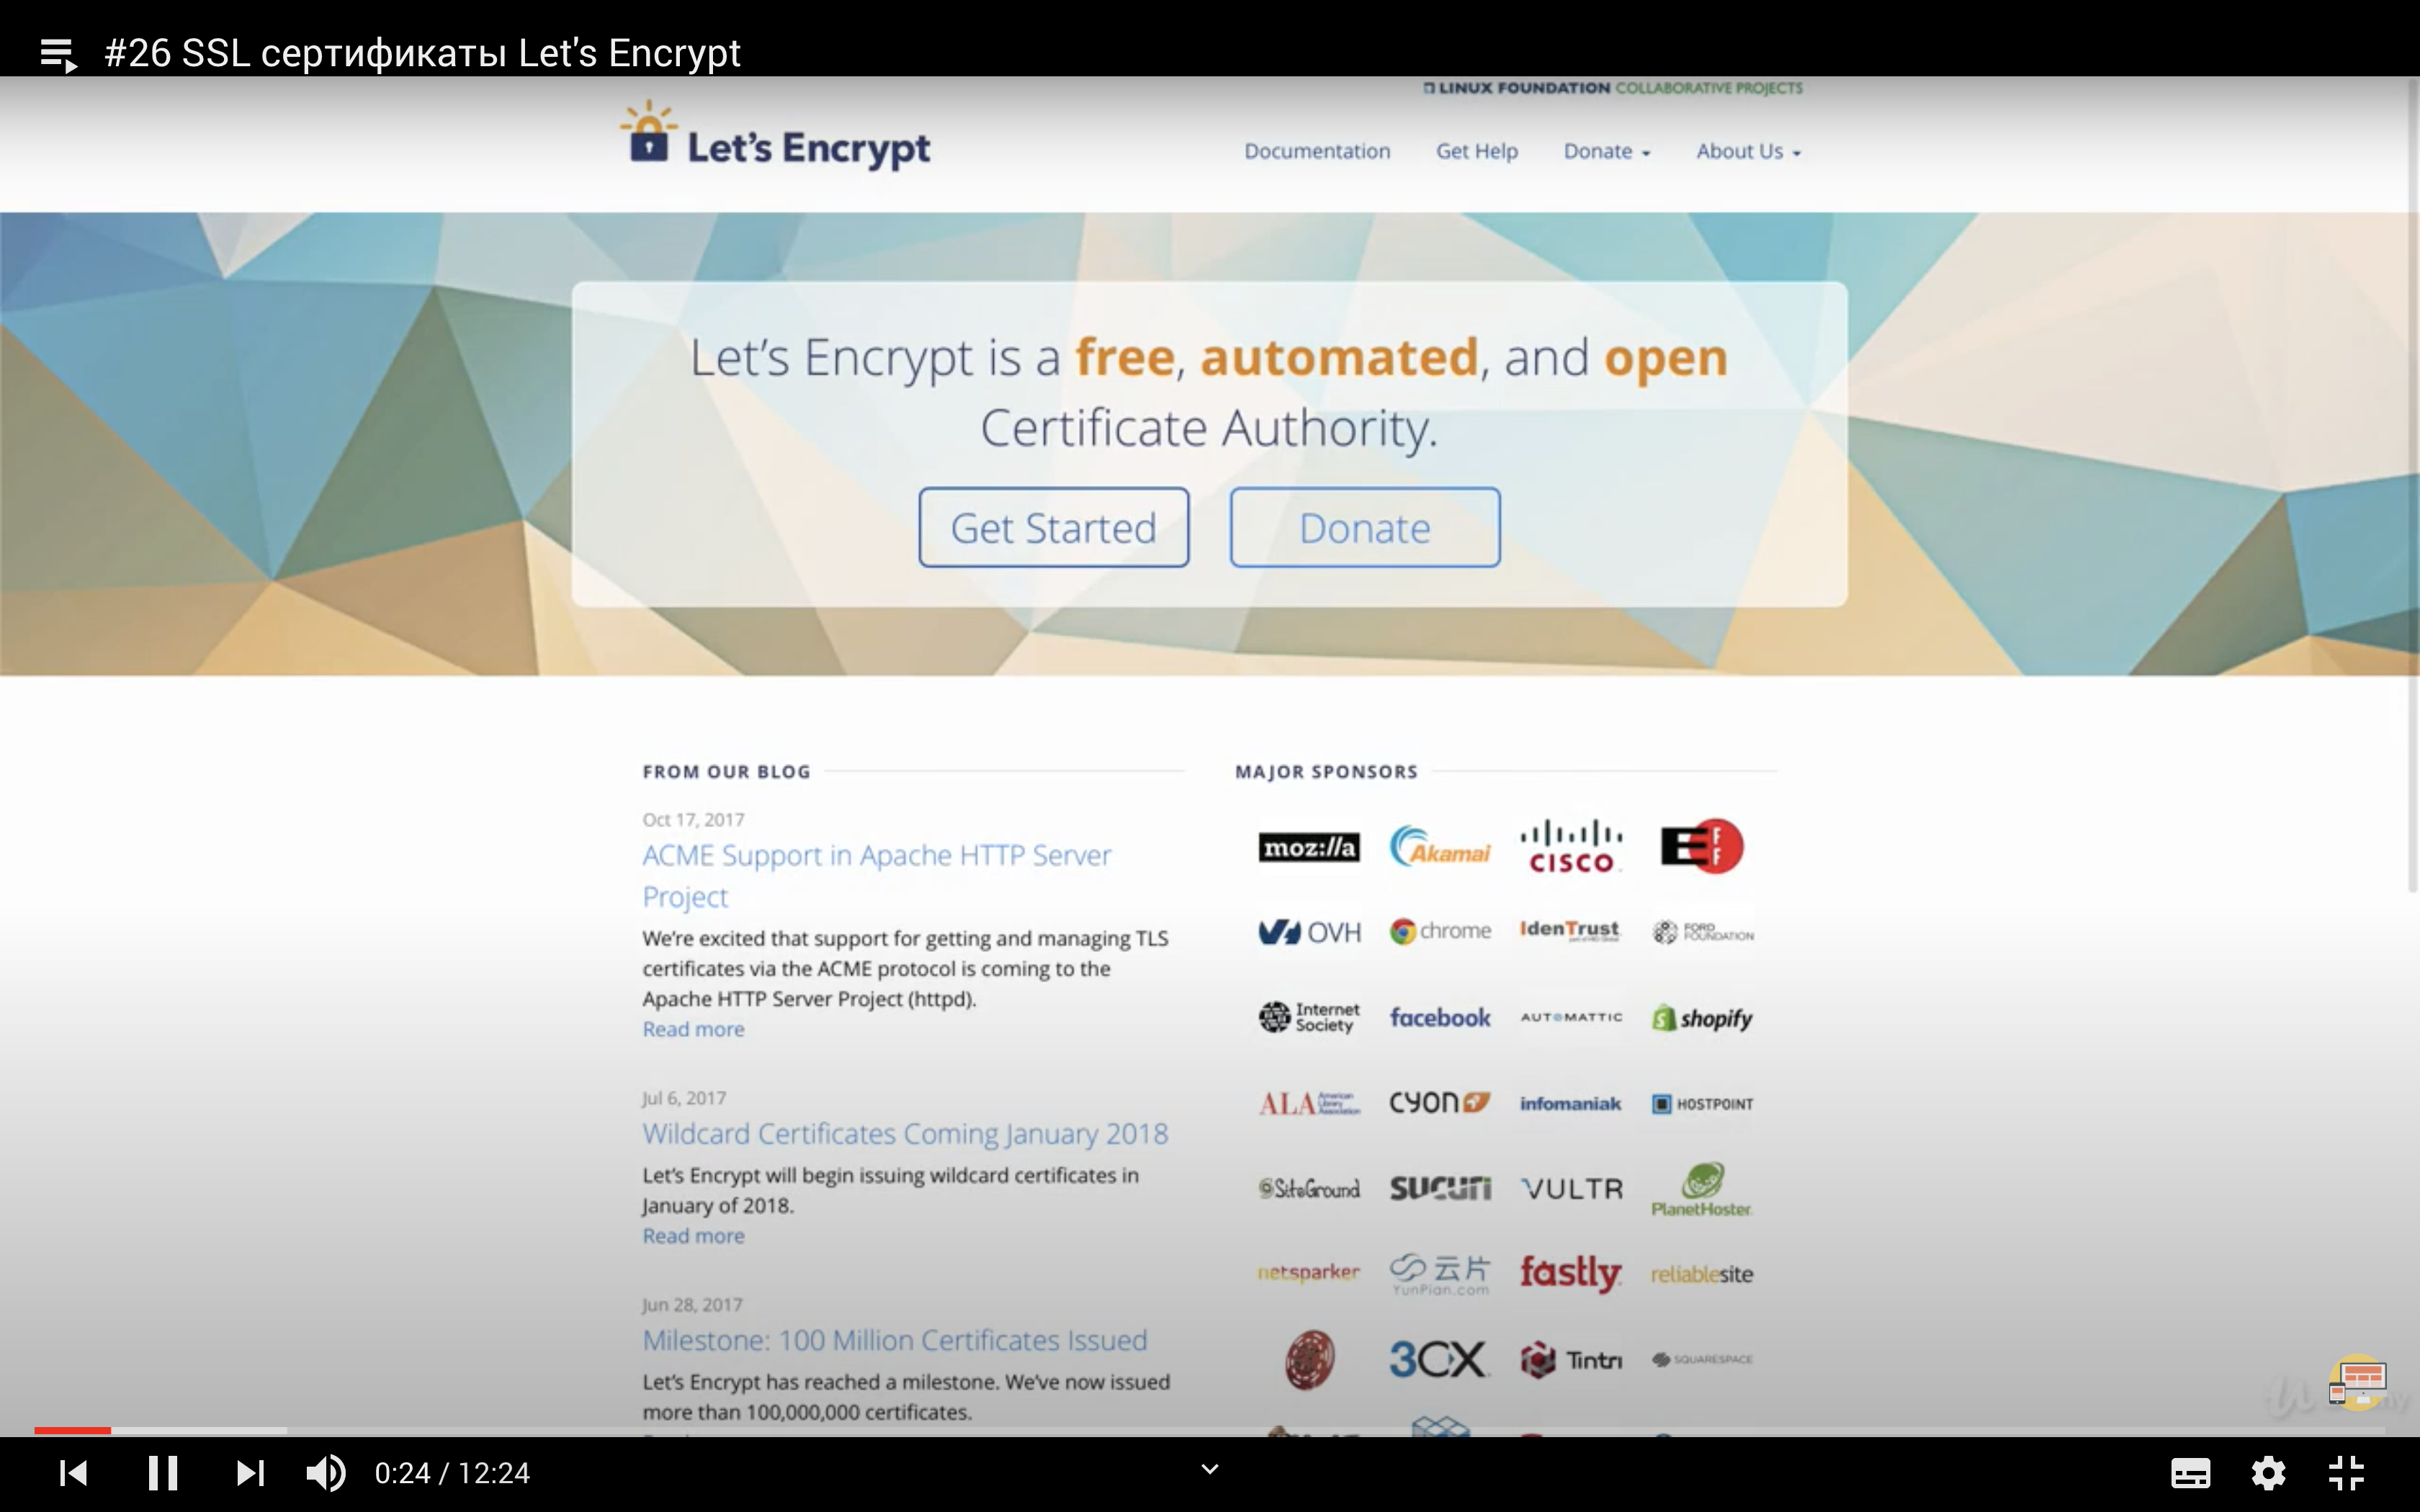 #26 SSL сертификаты Let's Encrypt
LINUX FOUNDATION COLLABORATIVE PROJECTS
Let's Encrypt
Documentation Get Help Donate About Us
Let's Encrypt is a free, automated, and open
Certificate Authority.
Get Started Donate
FROM OUR BLOG
Oct 17, 2017
ACME Support in Apache HTTP Server
Project
We're excited that support for getting and managing TLS
certificates via the ACME protocol is coming to the
Apache HTTP Server Project (httpd).
Read more
Jul 6, 2017
Wildcard Certificates Coming January 2018
Let's Encrypt will begin issuing wildcard certificates in
January of 2018.
Read more
Jun 28, 2017
Milestone: 100 Million Certificates Issued
Let's Encrypt has reached a milestone. We've now issued
more than 100,000,000 certificates.
MAJOR SPONSORS
moz://a Akamai CISCO EFF
OVH chrome IdenTrust FORD FOUNDATION
Internet Society facebook AUTOMATTIC shopify
ALA American Library Association cyon infomaniak HOSTPOINT
SiteGround sucuri VULTR PlanetHoster
netsparker 云片 YunPian.com fastly reliablesite
3CX Tintri SQUARESPACE
0:24 / 12:24